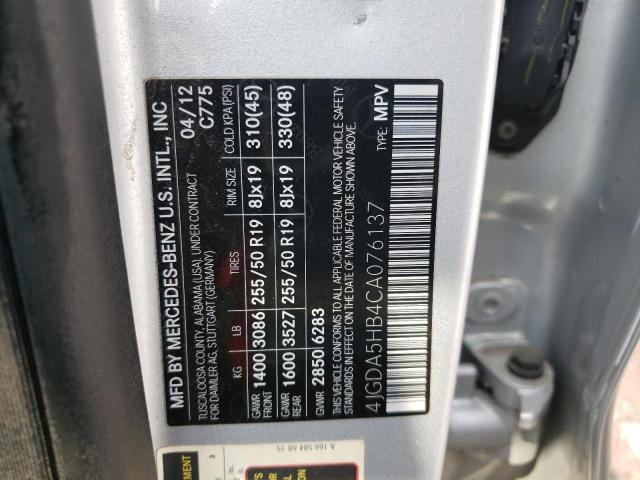 MFD BY MERCEDES-BENZ U.S. INTL., INC 04/12
TUSCALOOSA COUNTY, ALABAMA (USA), UNDER CONTRACT C775
FOR DAIMLER AG, STUTTGART (GERMANY)
KG LB TIRES RIM SIZE COLD KPA(PSI)
GAWR 1400 3086 255/50 R19 8Jx19 310(45)
FRONT
GAWR 1600 3527 255/50 R19 8Jx19 330(48)
REAR
GVWR 2850 6283
THIS VEHICLE CONFORMS TO ALL APPLICABLE FEDERAL MOTOR VEHICLE SAFETY
STANDARDS IN EFFECT ON THE DATE OF MANUFACTURE SHOWN ABOVE.
4JGDA5HB4CA076137 TYPE: MPV
A 166 584 68 15
3